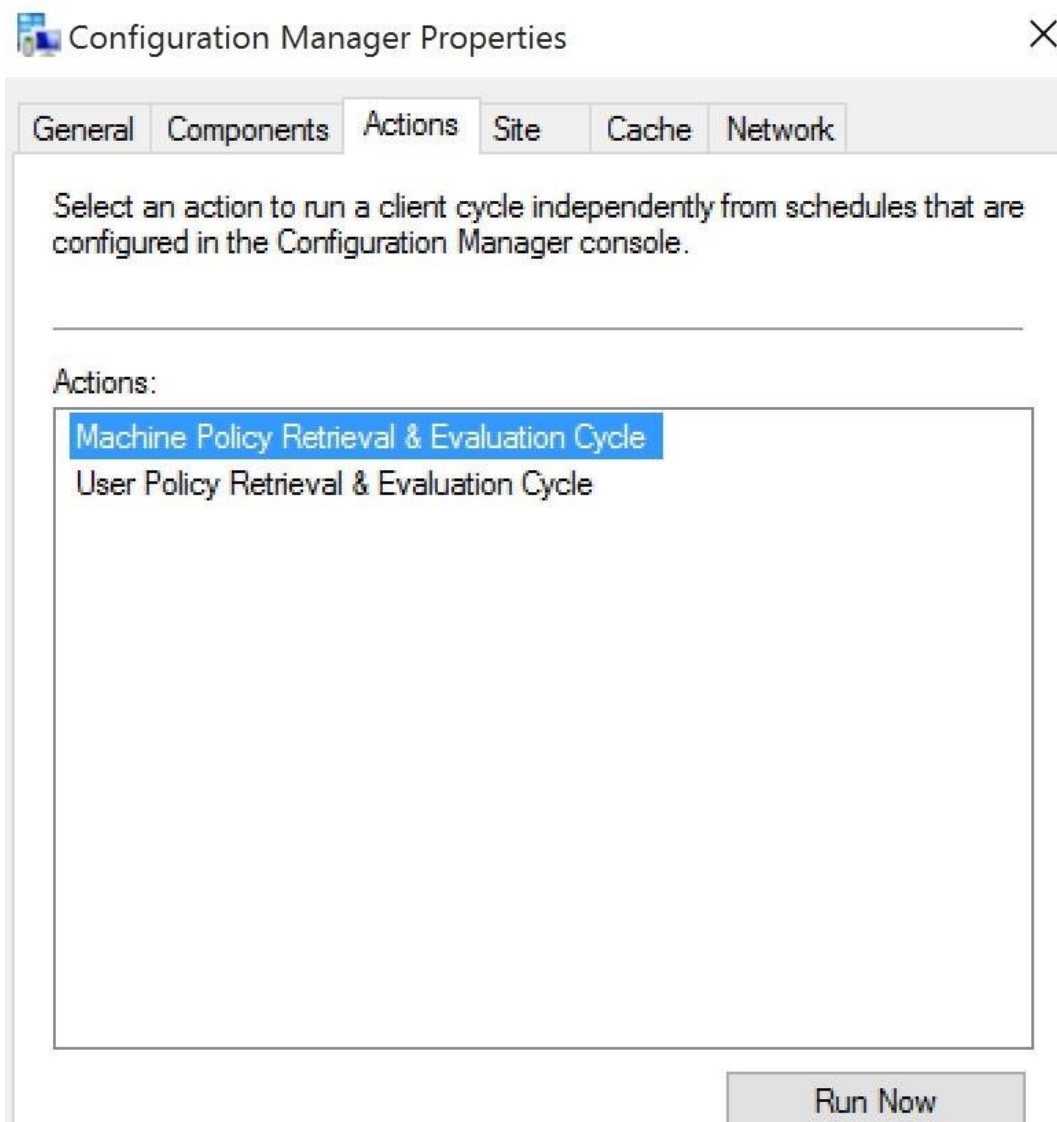 Configuration Manager Properties
General Components Actions Site Cache Network
Select an action to run a client cycle independently from schedules that are
configured in the Configuration Manager console.
Actions:
Machine Policy Retrieval & Evaluation Cycle
User Policy Retrieval & Evaluation Cycle
Run Now